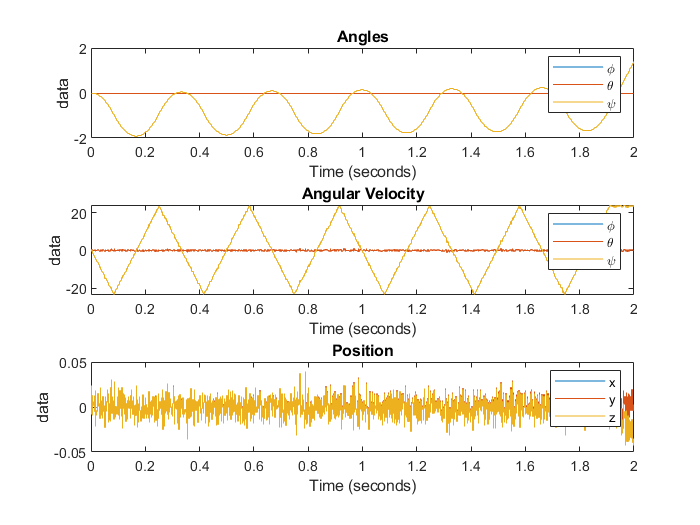 Angles
data
2
0
-2
0 0.2 0.4 0.6 0.8 1 1.2 1.4 1.6 1.8 2
Time (seconds)
ϕ
θ
ψ
Angular Velocity
data
20
0
-20
0 0.2 0.4 0.6 0.8 1 1.2 1.4 1.6 1.8 2
Time (seconds)
ϕ
θ
ψ
Position
data
0.05
0
-0.05
0 0.2 0.4 0.6 0.8 1 1.2 1.4 1.6 1.8 2
Time (seconds)
x
y
z